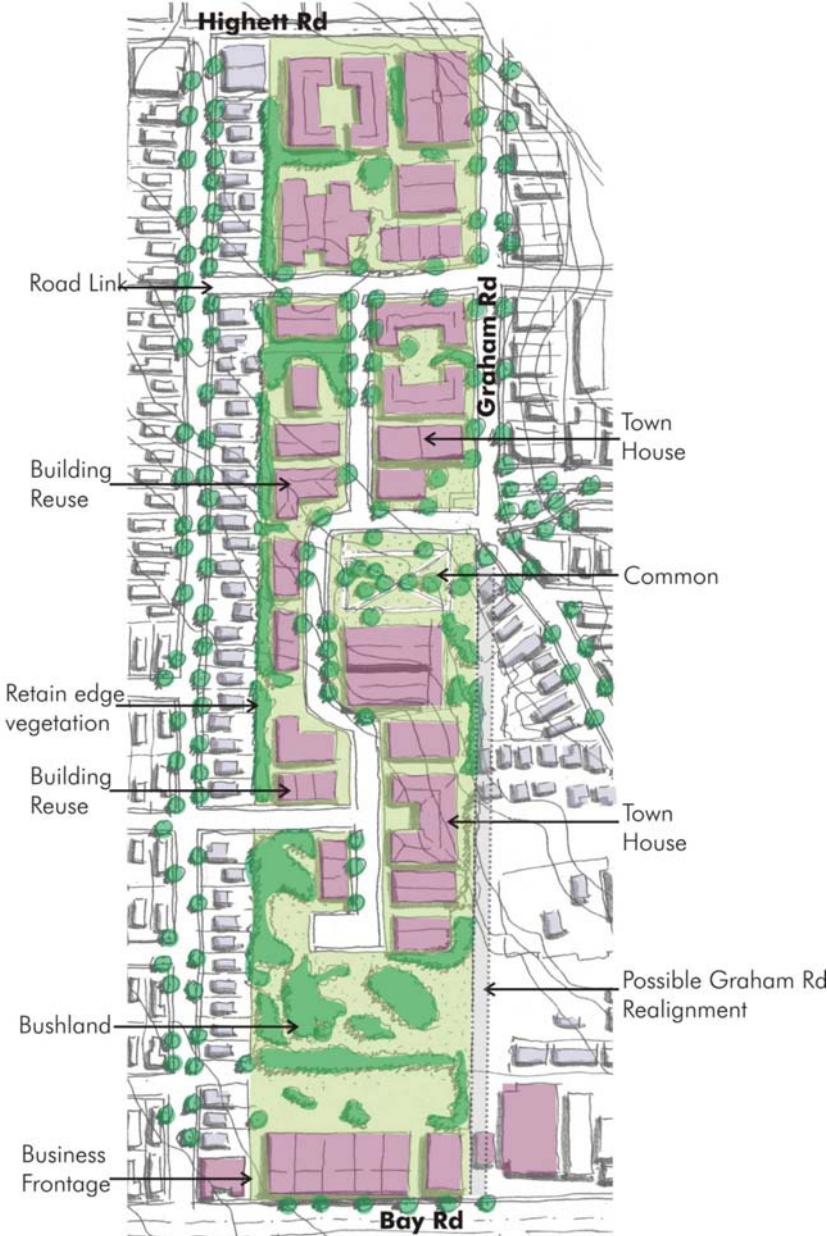 Highett Rd
Road Link
Graham Rd
Town
House
Building
Reuse
Common
Retain edge
vegetation
Building
Reuse
Town
House
Possible Graham Rd
Realignment
Bushland
Business
Frontage
Bay Rd